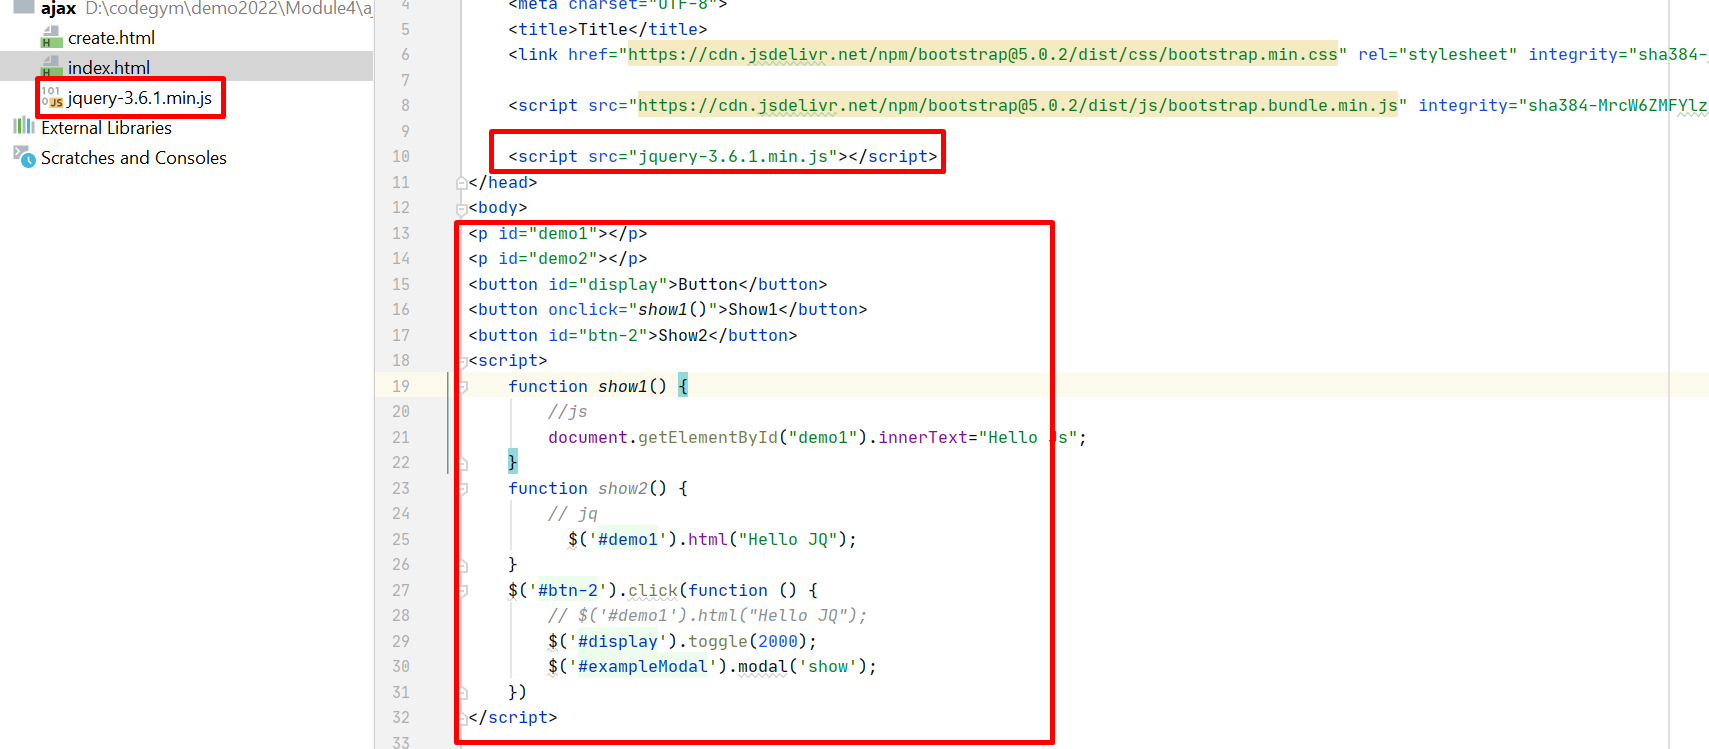 ajax D:\codegym\demo2022\Module4\aj
create.html
index.html
jquery-3.6.1.min.js
External Libraries
Scratches and Consoles
4 <meta charset="UTF-8">
5 <title>Title</title>
6 <link href="https://cdn.jsdelivr.net/npm/bootstrap@5.0.2/dist/css/bootstrap.min.css" rel="stylesheet" integrity="sha384-
7
8 <script src="https://cdn.jsdelivr.net/npm/bootstrap@5.0.2/dist/js/bootstrap.bundle.min.js" integrity="sha384-MrcW6ZMFYlz
9
10 <script src="jquery-3.6.1.min.js"></script>
11 </head>
12 <body>
13 <p id="demo1"></p>
14 <p id="demo2"></p>
15 <button id="display">Button</button>
16 <button onclick="show1()">Show1</button>
17 <button id="btn-2">Show2</button>
18 <script>
19 function show1() {
20 //js
21 document.getElementById("demo1").innerText="Hello Js";
22 }
23 function show2() {
24 // jq
25 $('#demo1').html("Hello JQ");
26 }
27 $('#btn-2').click(function () {
28 // $('#demo1').html("Hello JQ");
29 $('#display').toggle(2000);
30 $('#exampleModal').modal('show');
31 })
32 </script>
33